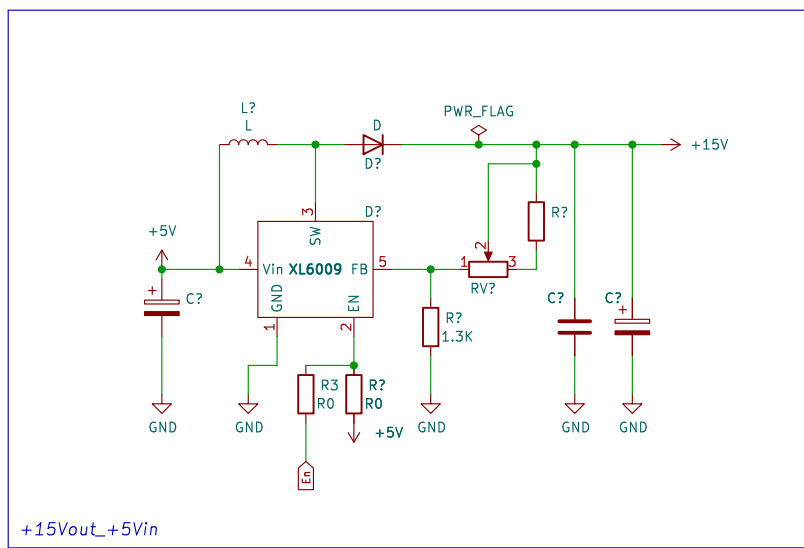 PWR_FLAG
L?
L
D
+15V
D?
3
D?
R?
+5V
SW
2
4
Vin
XL6009
FB
5
1
3
RV?
+
C?
GND
EN
C?
C?
+
R?
1.3K
1
2
R3
R0
R?
R0
GND
GND
+5V
GND
GND
GND
En
+15Vout_+5Vin